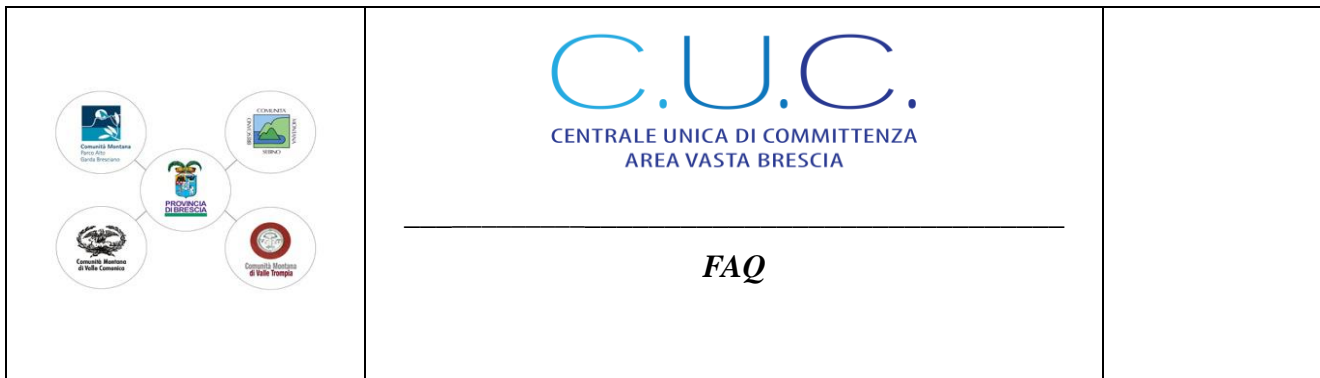 Comunità Montana
Parco Alto
Garda Bresciano
COMUNITÀ
MONTANA
SEBINO
BRESCIANO
PROVINCIA
DI BRESCIA
Comunità Montana
di Valle Camonica
Comunità Montana
di Valle Trompia
C.U.C.
CENTRALE UNICA DI COMMITTENZA
AREA VASTA BRESCIA
FAQ